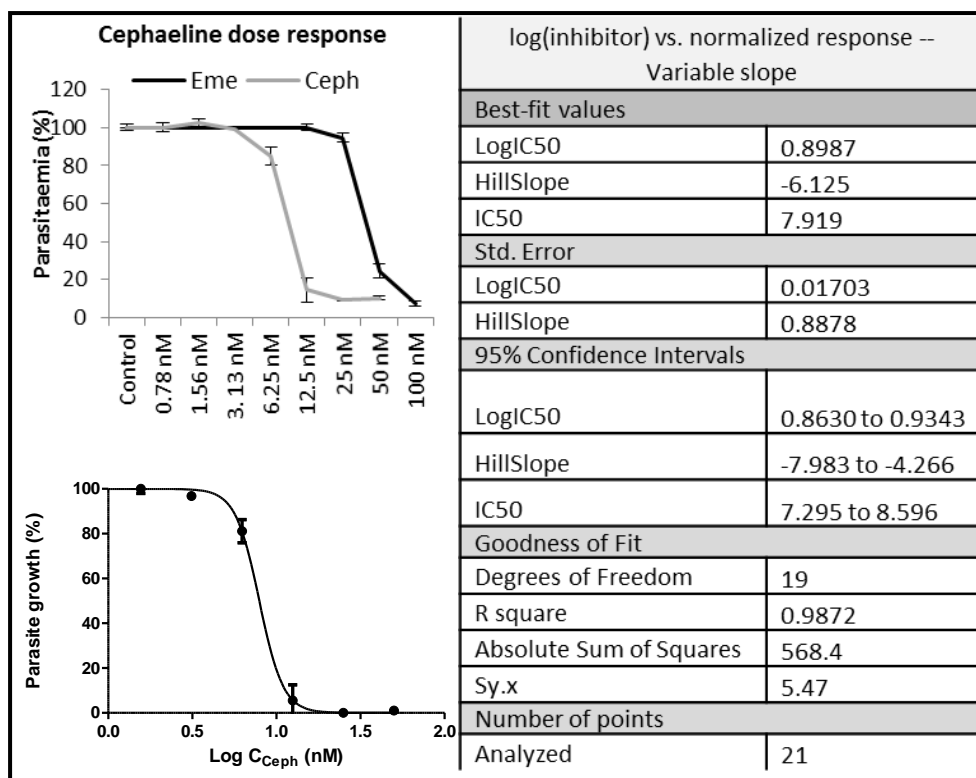 Cephaeline dose response
Eme
Ceph
Parasitaemia (%)
120
100
80
60
40
20
0
Control
0.78 nM
1.56 nM
3.13 nM
6.25 nM
12.5 nM
25 nM
50 nM
100 nM
Parasite growth (%)
100
80
60
40
20
0
0.0
0.5
1.0
1.5
2.0
Log C_Ceph (nM)
log(inhibitor) vs. normalized response --
Variable slope
Best-fit values
LogIC50 0.8987
HillSlope -6.125
IC50 7.919
Std. Error
LogIC50 0.01703
HillSlope 0.8878
95% Confidence Intervals
LogIC50 0.8630 to 0.9343
HillSlope -7.983 to -4.266
IC50 7.295 to 8.596
Goodness of Fit
Degrees of Freedom 19
R square 0.9872
Absolute Sum of Squares 568.4
Sy.x 5.47
Number of points
Analyzed 21